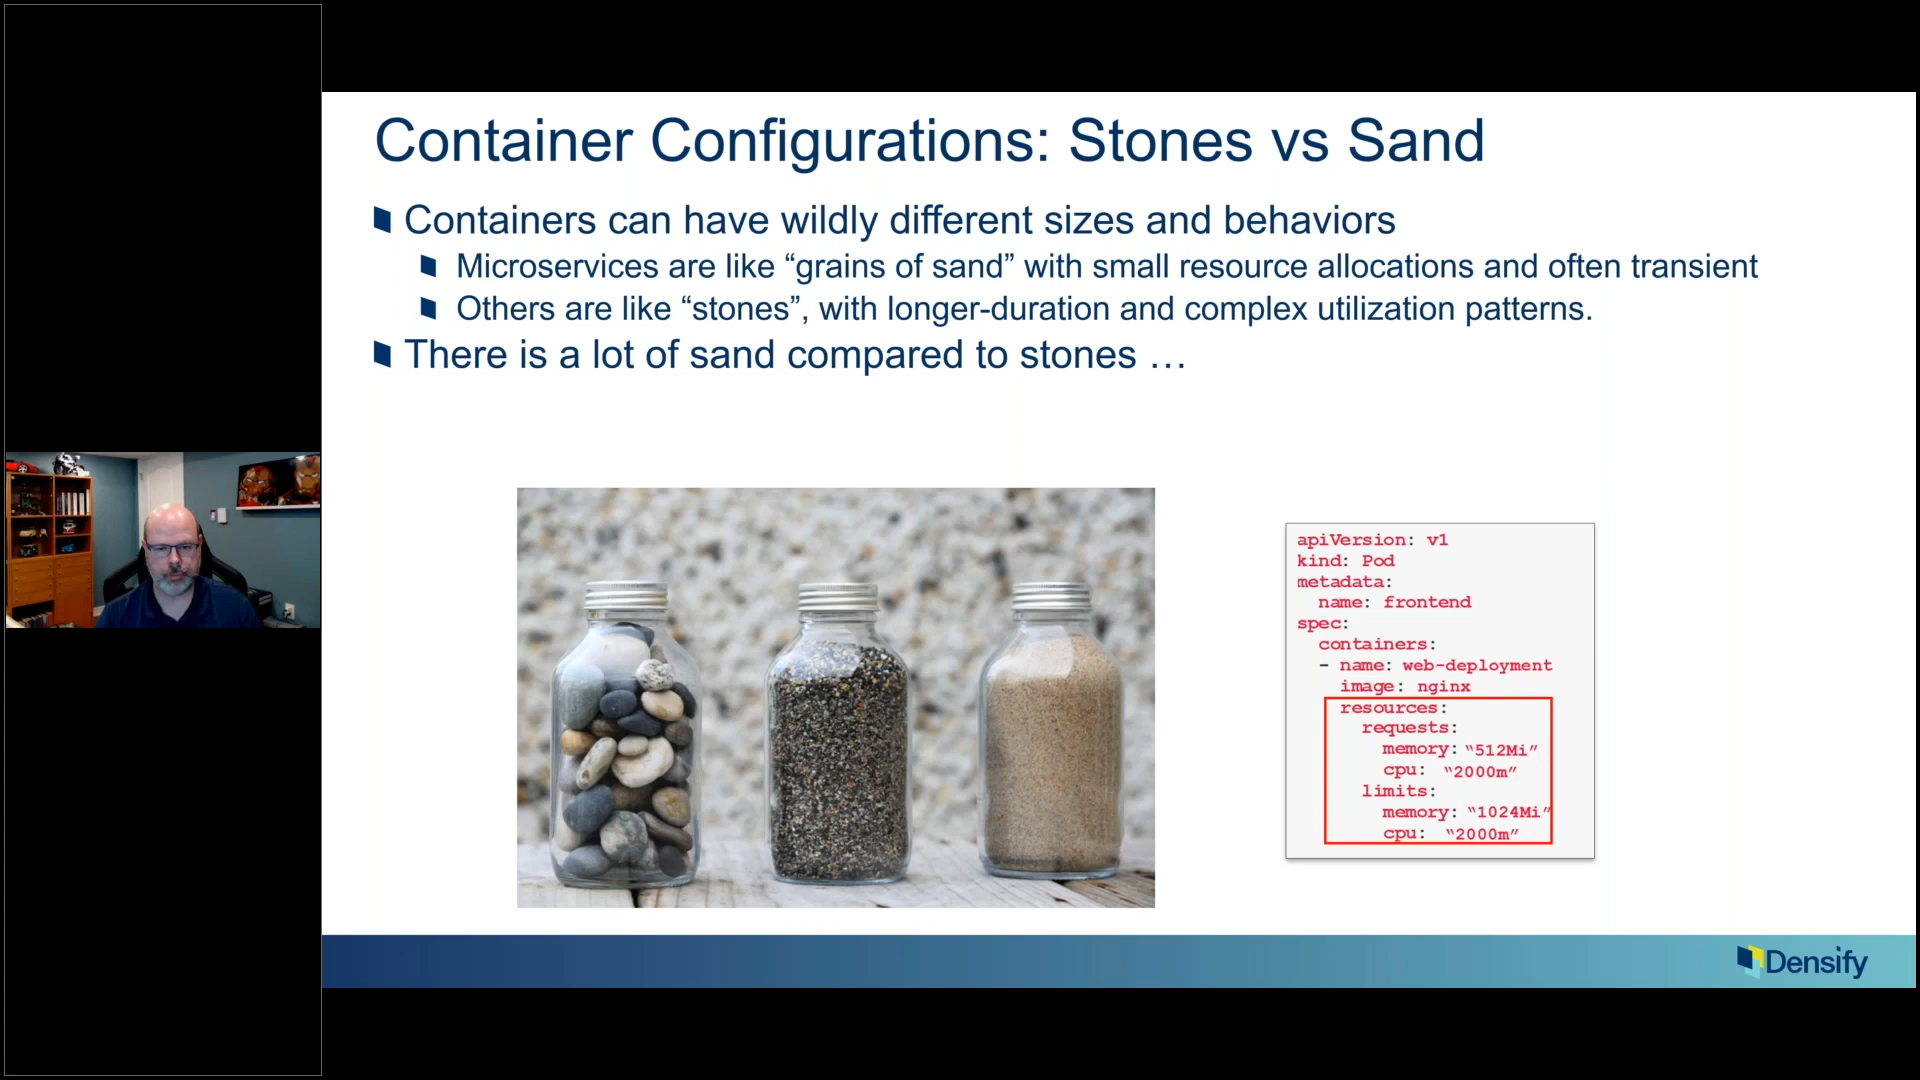 Container Configurations: Stones vs Sand
Containers can have wildly different sizes and behaviors
Microservices are like “grains of sand” with small resource allocations and often transient
Others are like “stones”, with longer-duration and complex utilization patterns.
There is a lot of sand compared to stones …
apiVersion: v1
kind: Pod
metadata:
  name: frontend
spec:
  containers:
  - name: web-deployment
    image: nginx
    resources:
      requests:
        memory: “512Mi”
        cpu: “2000m”
      limits:
        memory: “1024Mi”
        cpu: “2000m”
Densify